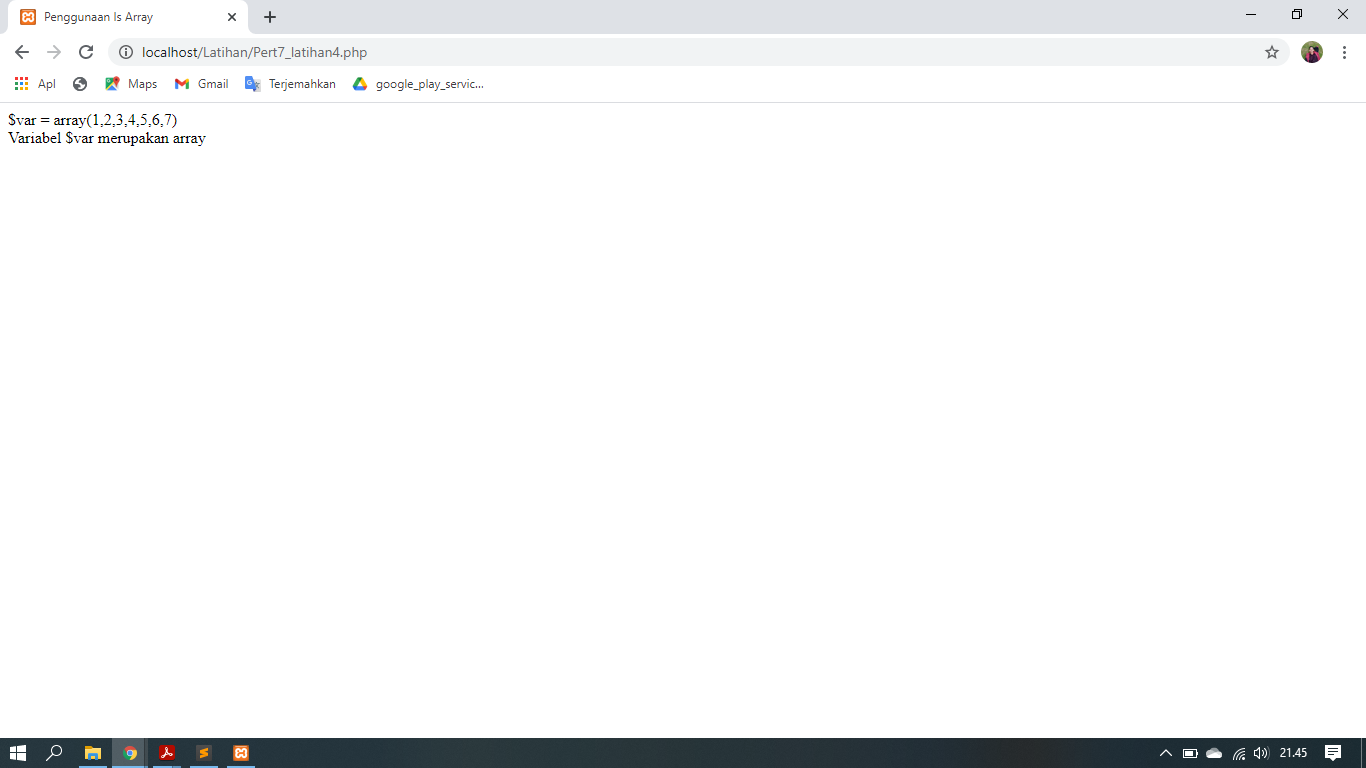 Penggunaan Is Array
localhost/Latihan/Pert7_latihan4.php
Apl Maps Gmail Terjemahkan google_play_servic...
$var = array(1,2,3,4,5,6,7)
Variabel $var merupakan array
21.45